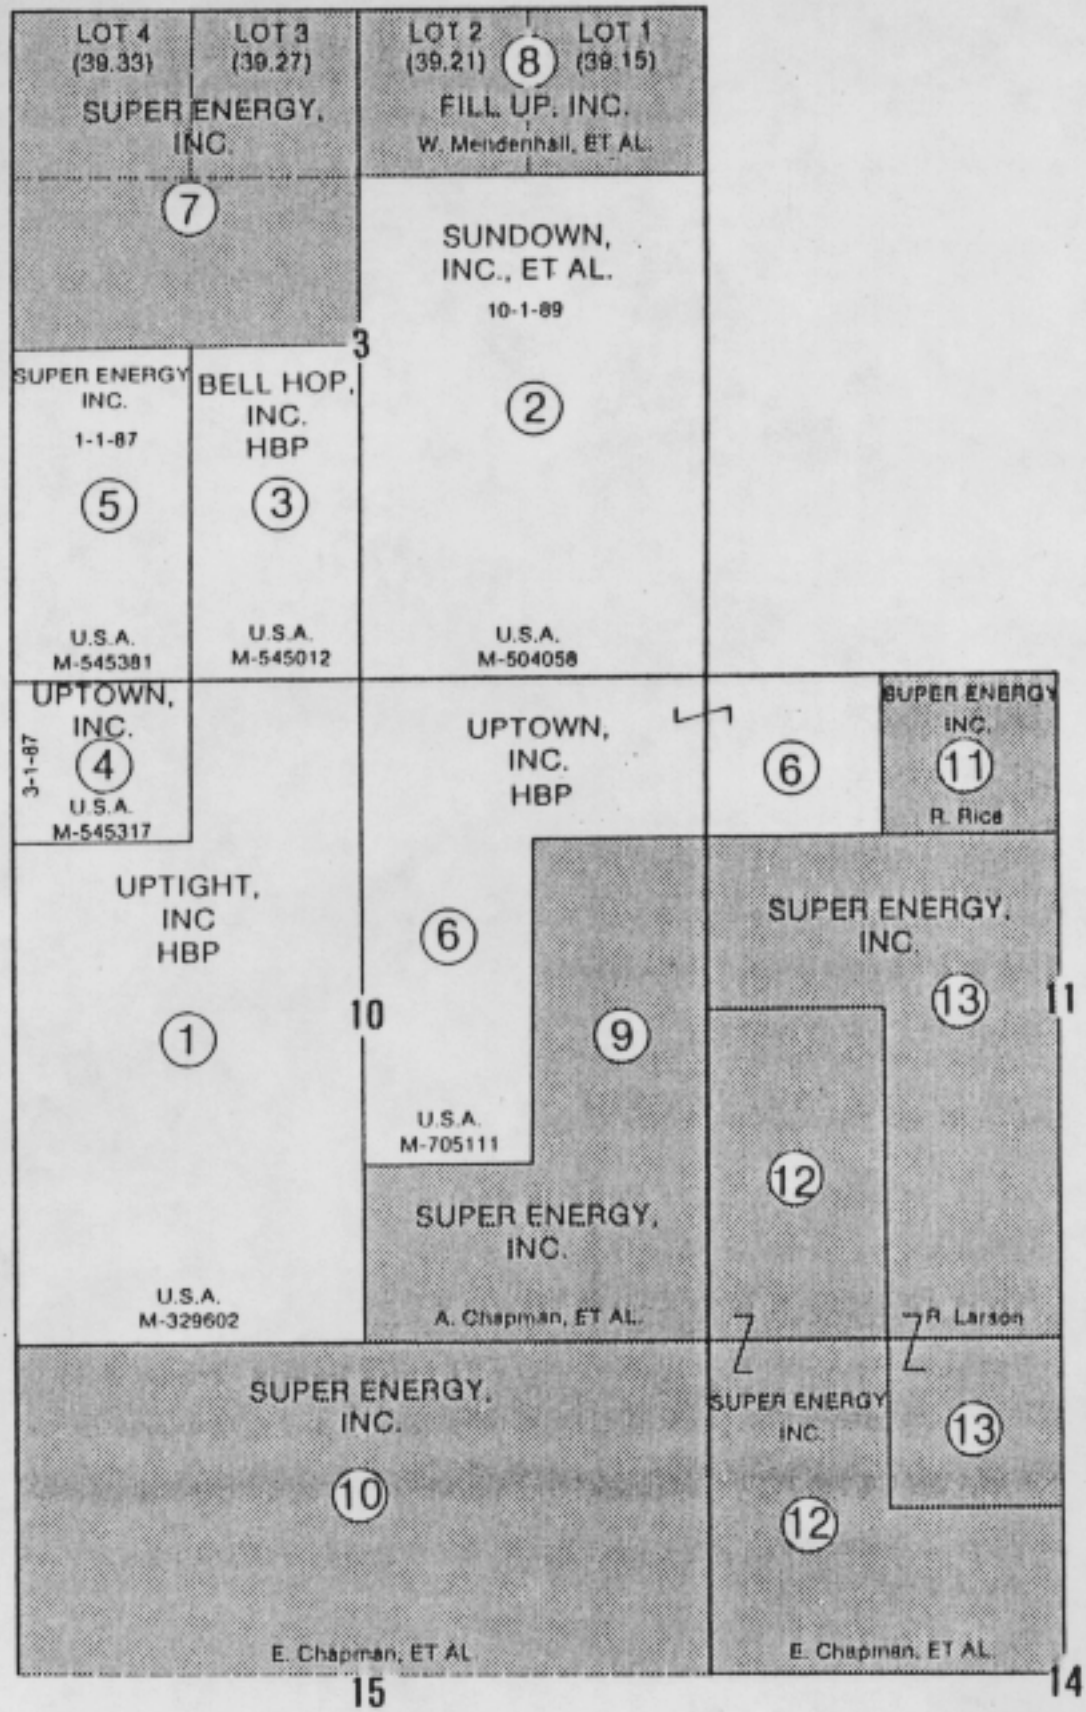 LOT 4
(39.33)
LOT 3
(39.27)
SUPER ENERGY,
INC.
7
LOT 2
(39.21)
8
LOT 1
(39.15)
FILL UP, INC.
W. Mendenhall, ET AL.
SUNDOWN,
INC., ET AL.
10-1-89
2
U.S.A.
M-504058
3
SUPER ENERGY
INC.
1-1-87
5
U.S.A.
M-545381
BELL HOP,
INC.
HBP
3
U.S.A.
M-545012
UPTOWN,
INC.
3-1-87
4
U.S.A.
M-545317
UPTIGHT,
INC
HBP
1
U.S.A.
M-329602
10
UPTOWN,
INC.
HBP
6
6
U.S.A.
M-705111
SUPER ENERGY
INC.
11
R. Rice
9
SUPER ENERGY,
INC.
A. Chapman, ET AL.
SUPER ENERGY,
INC.
13
11
12
R. Larson
SUPER ENERGY,
INC.
10
E. Chapman, ET AL.
15
SUPER ENERGY
INC.
13
12
E. Chapman, ET AL.
14